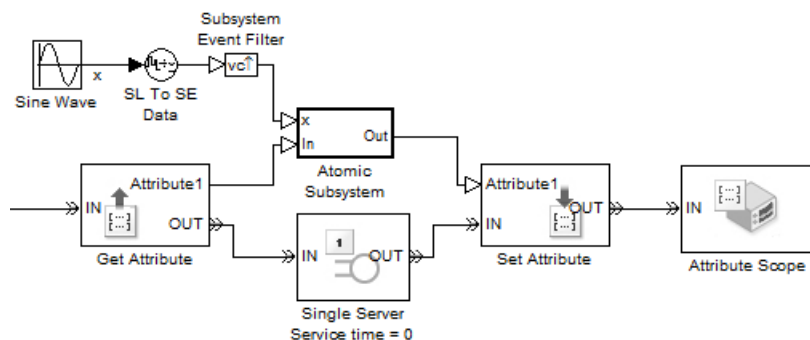 Subsystem
Event Filter
vc↑
x
Sine Wave
SL To SE
Data
x
In
Out
Atomic
Subsystem
IN
Attribute1
[...]
OUT
Get Attribute
IN
1
OUT
Single Server
Service time = 0
Attribute1
IN
[...]
OUT
Set Attribute
IN
[...]
Attribute Scope